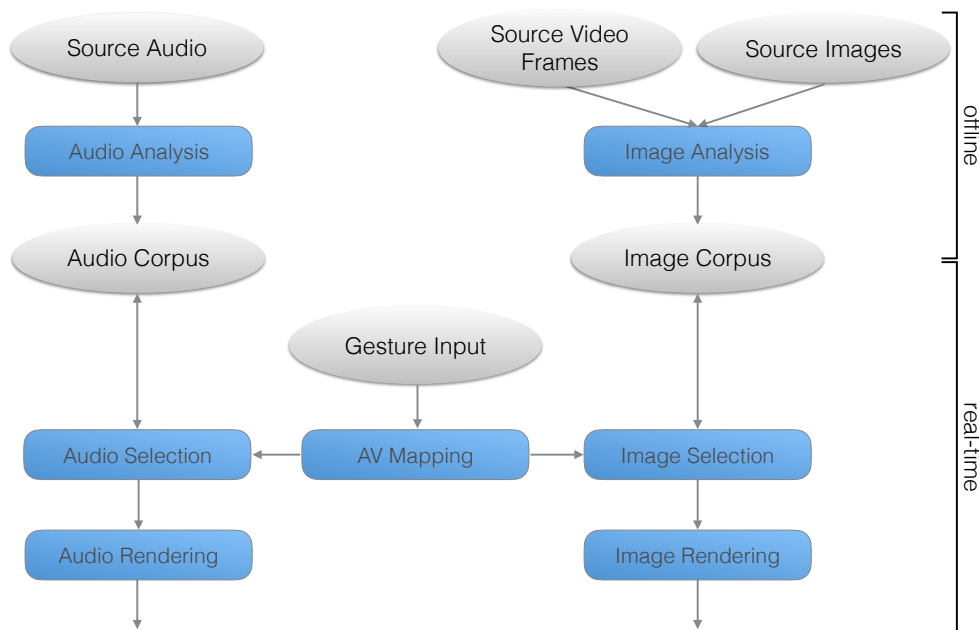 Source Audio
Source Video
Frames
Source Images
offline
Audio Analysis
Image Analysis
Audio Corpus
Image Corpus
Gesture Input
real-time
Audio Selection
AV Mapping
Image Selection
Audio Rendering
Image Rendering